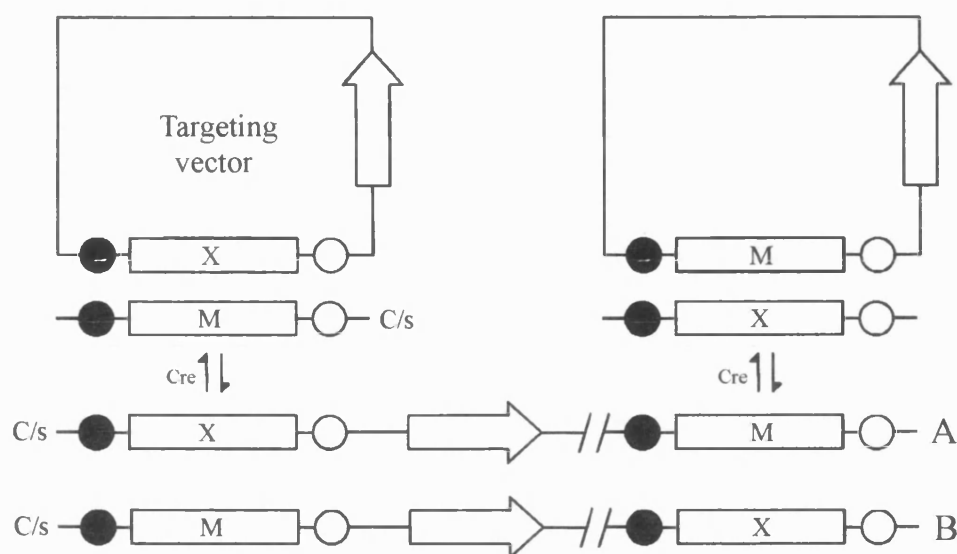 Targeting
vector
X
M
M C/s
X
Cre
Cre
C/s X M A
C/s M X B